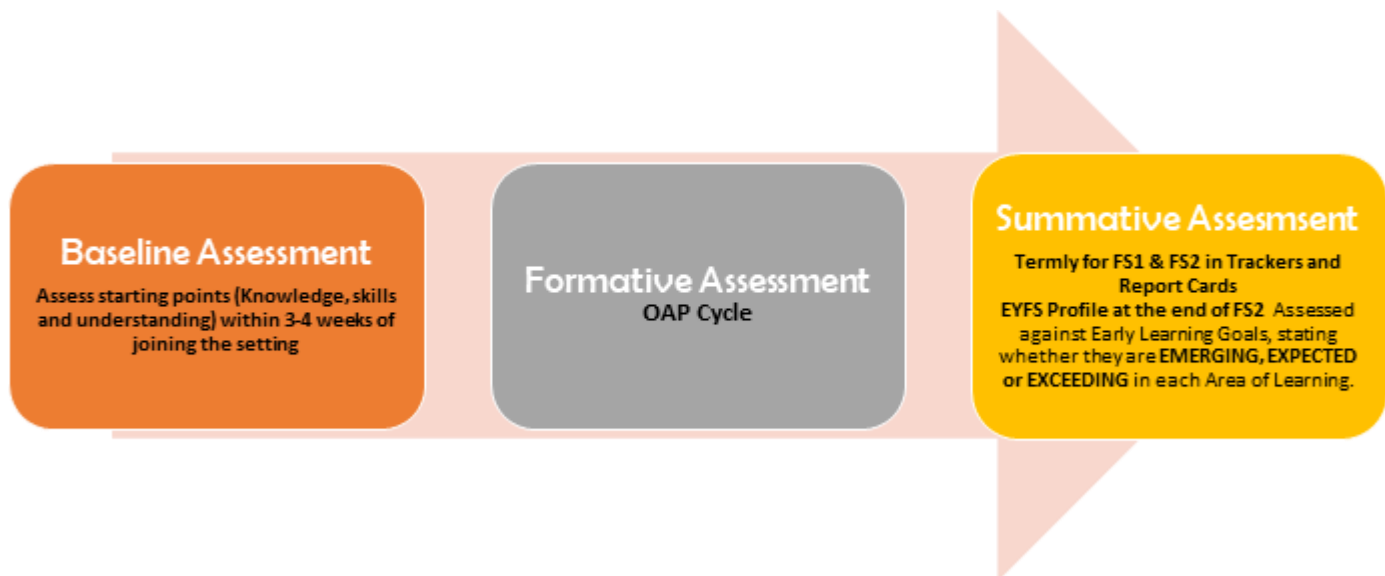 Baseline Assessment
Assess starting points (Knowledge, skills
and understanding) within 3-4 weeks of
joining the setting
Formative Assessment
OAP Cycle
Summative Assesmsent
Termly for FS1 & FS2 in Trackers and
Report Cards
EYFS Profile at the end of FS2 Assessed
against Early Learning Goals, stating
whether they are EMERGING, EXPECTED
or EXCEEDING in each Area of Learning.